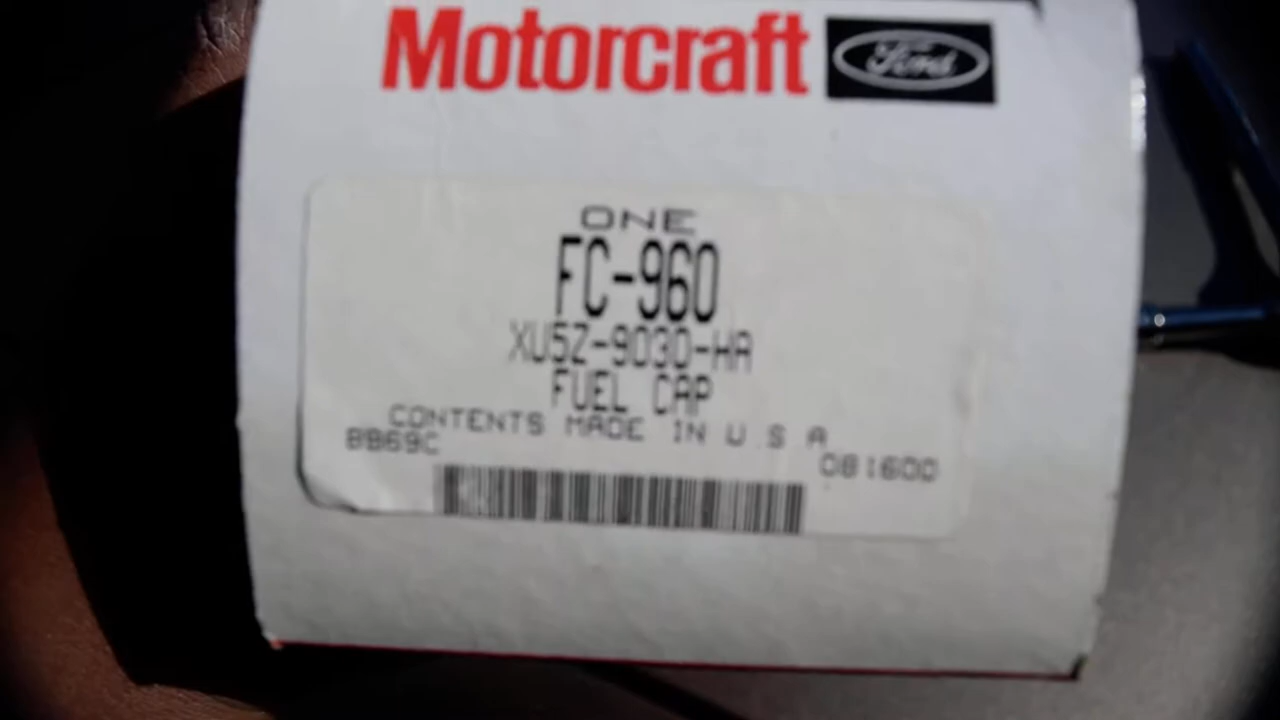 Motorcraft Ford
ONE
FC-960
XU5Z-9030-HA
FUEL CAP
CONTENTS MADE IN U.S.A
8B69C
081600